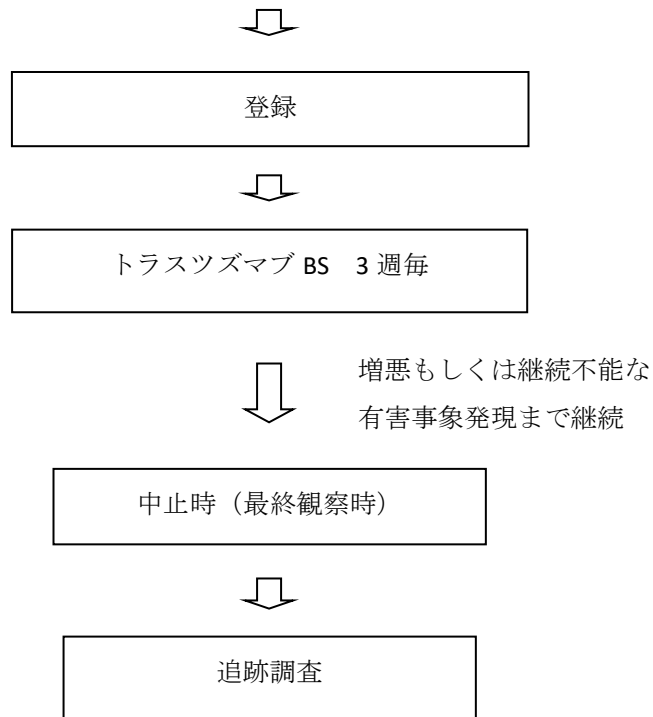 登録
トラスツズマブ BS　3 週毎
増悪もしくは継続不能な
有害事象発現まで継続
中止時（最終観察時）
追跡調査